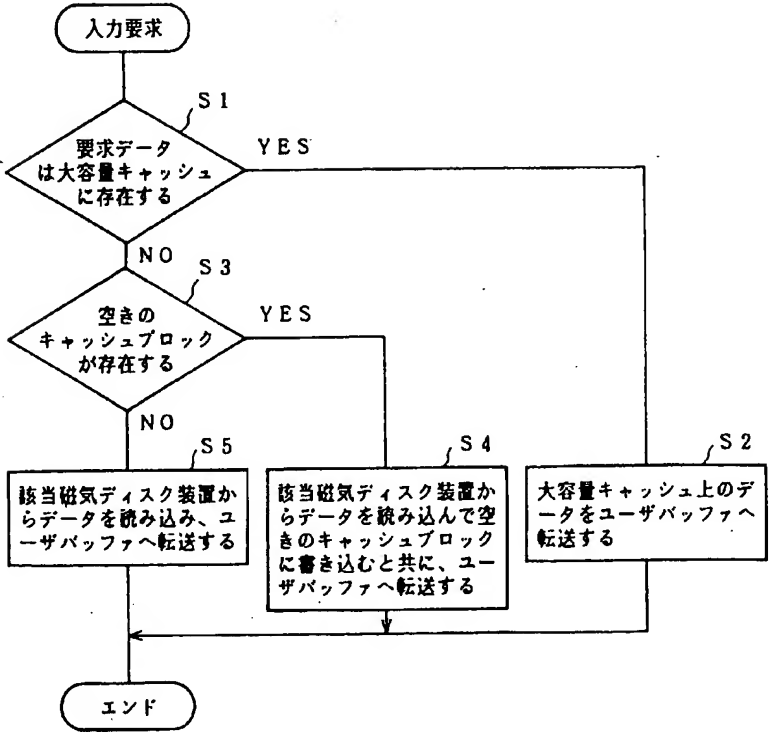 入力要求
S1
要求データ
は大容量キャッシュ
に存在する
YES
NO
S3
空きの
キャッシュブロック
が存在する
YES
NO
S5
該当磁気ディスク装置か
らデータを読み込み、ユ
ーザバッファへ転送する
S4
該当磁気ディスク装置か
らデータを読み込んで空
きのキャッシュブロック
に書き込むと共に、ユー
ザバッファへ転送する
S2
大容量キャッシュ上のデ
ータをユーザバッファへ
転送する
エンド